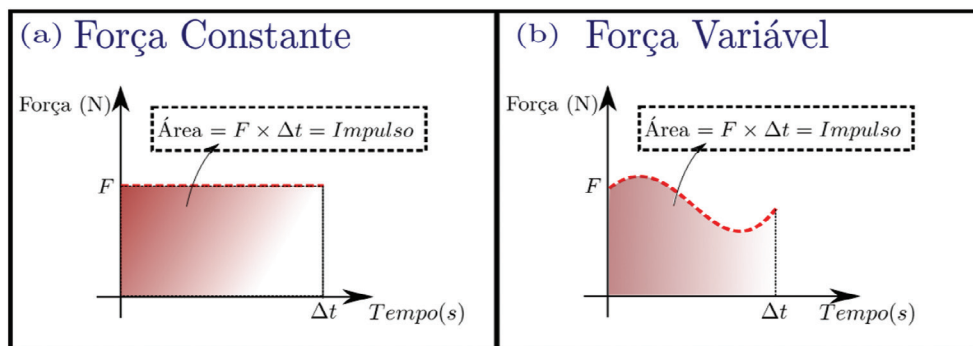 (a) Força Constante
Força (N)
Área = F × Δt = Impulso
F
Δt
Tempo(s)
(b) Força Variável
Força (N)
Área = F × Δt = Impulso
F
Δt
Tempo(s)